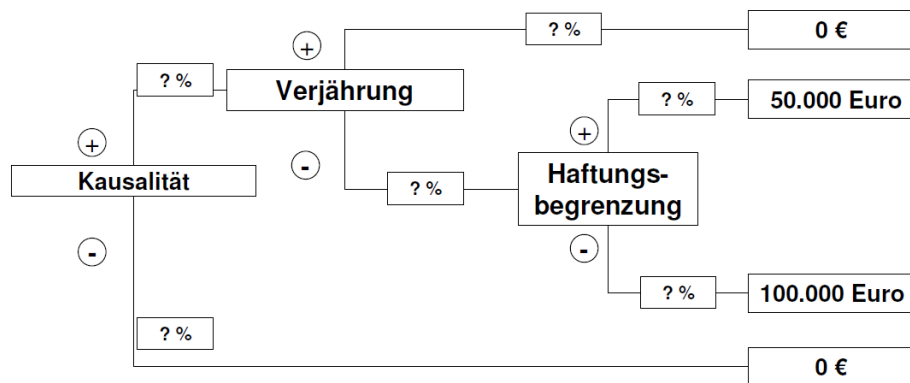 ? %
0 €
+
? %
Verjährung
? %
50.000 Euro
+
+
Kausalität
-
? %
Haftungs-
begrenzung
-
-
? %
100.000 Euro
? %
0 €